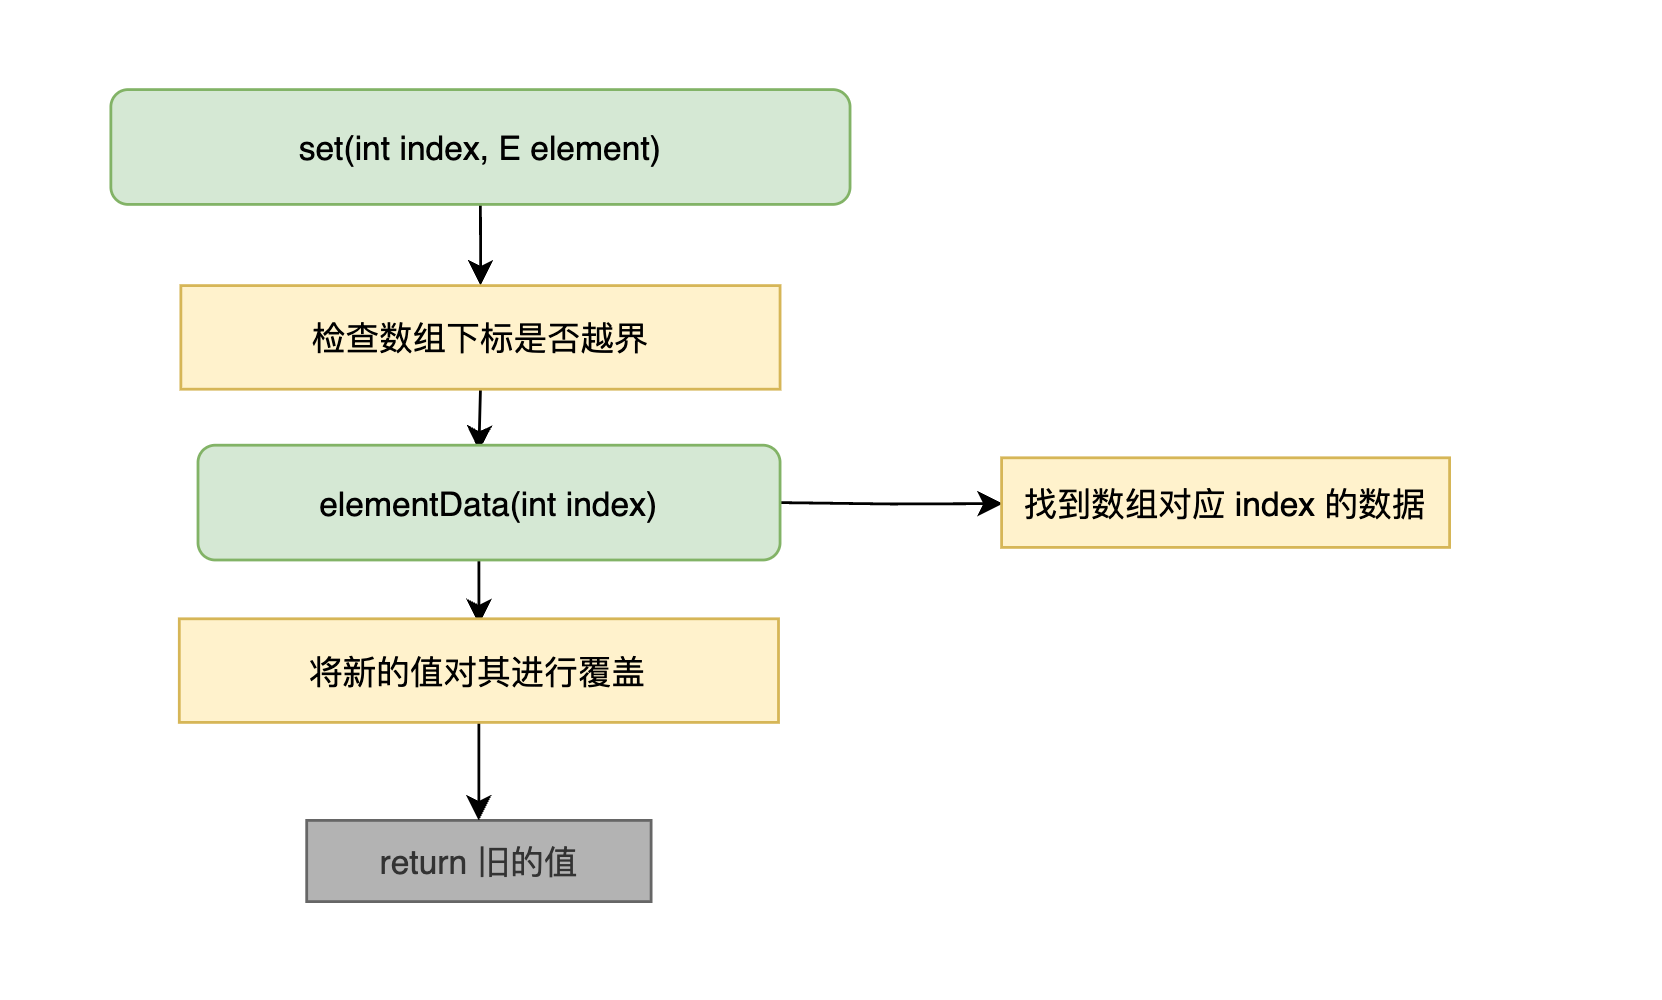 set(int index, E element)
检查数组下标是否越界
elementData(int index)
找到数组对应 index 的数据
将新的值对其进行覆盖
return 旧的值